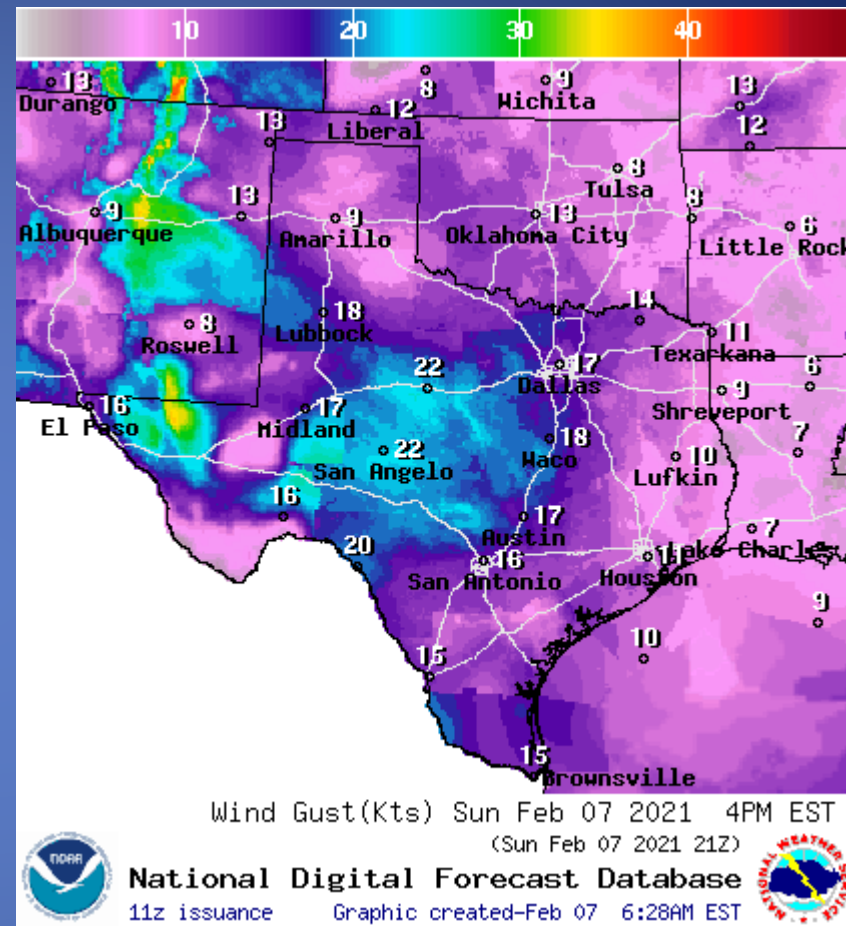 10 20 30 40
13 8 9 13
Durango Wichita
13 12 12
Liberal
8
Tulsa
9 13 9 13 8 6
Albuquerque Amarillo Oklahoma City Little Rock
8 18 14 11
Roswell Lubbock Texarkana
22 17
Dallas
16 17 9 6
El Paso Midland Shreveport
22 18 10 7
San Angelo Waco Lufkin
16 17 7
Austin
20 16 11 Lake Charles
San Antonio Houston
9
10
15
15
Brownsville
Wind Gust(Kts) Sun Feb 07 2021 4PM EST
(Sun Feb 07 2021 21Z)
NOAA
National Digital Forecast Database
11z issuance Graphic created-Feb 07 6:28AM EST
NATIONAL WEATHER SERVICE